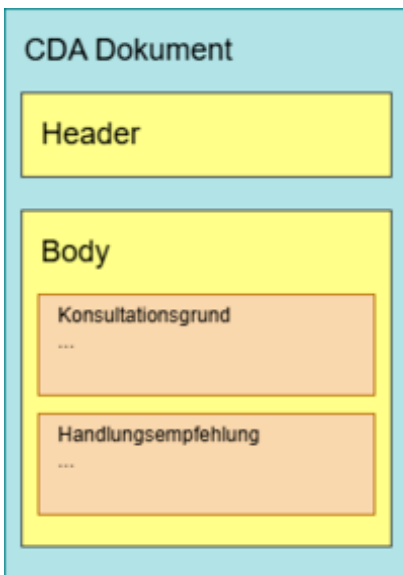 CDA Dokument
Header
Body
Konsultationsgrund
...
Handlungsempfehlung
...